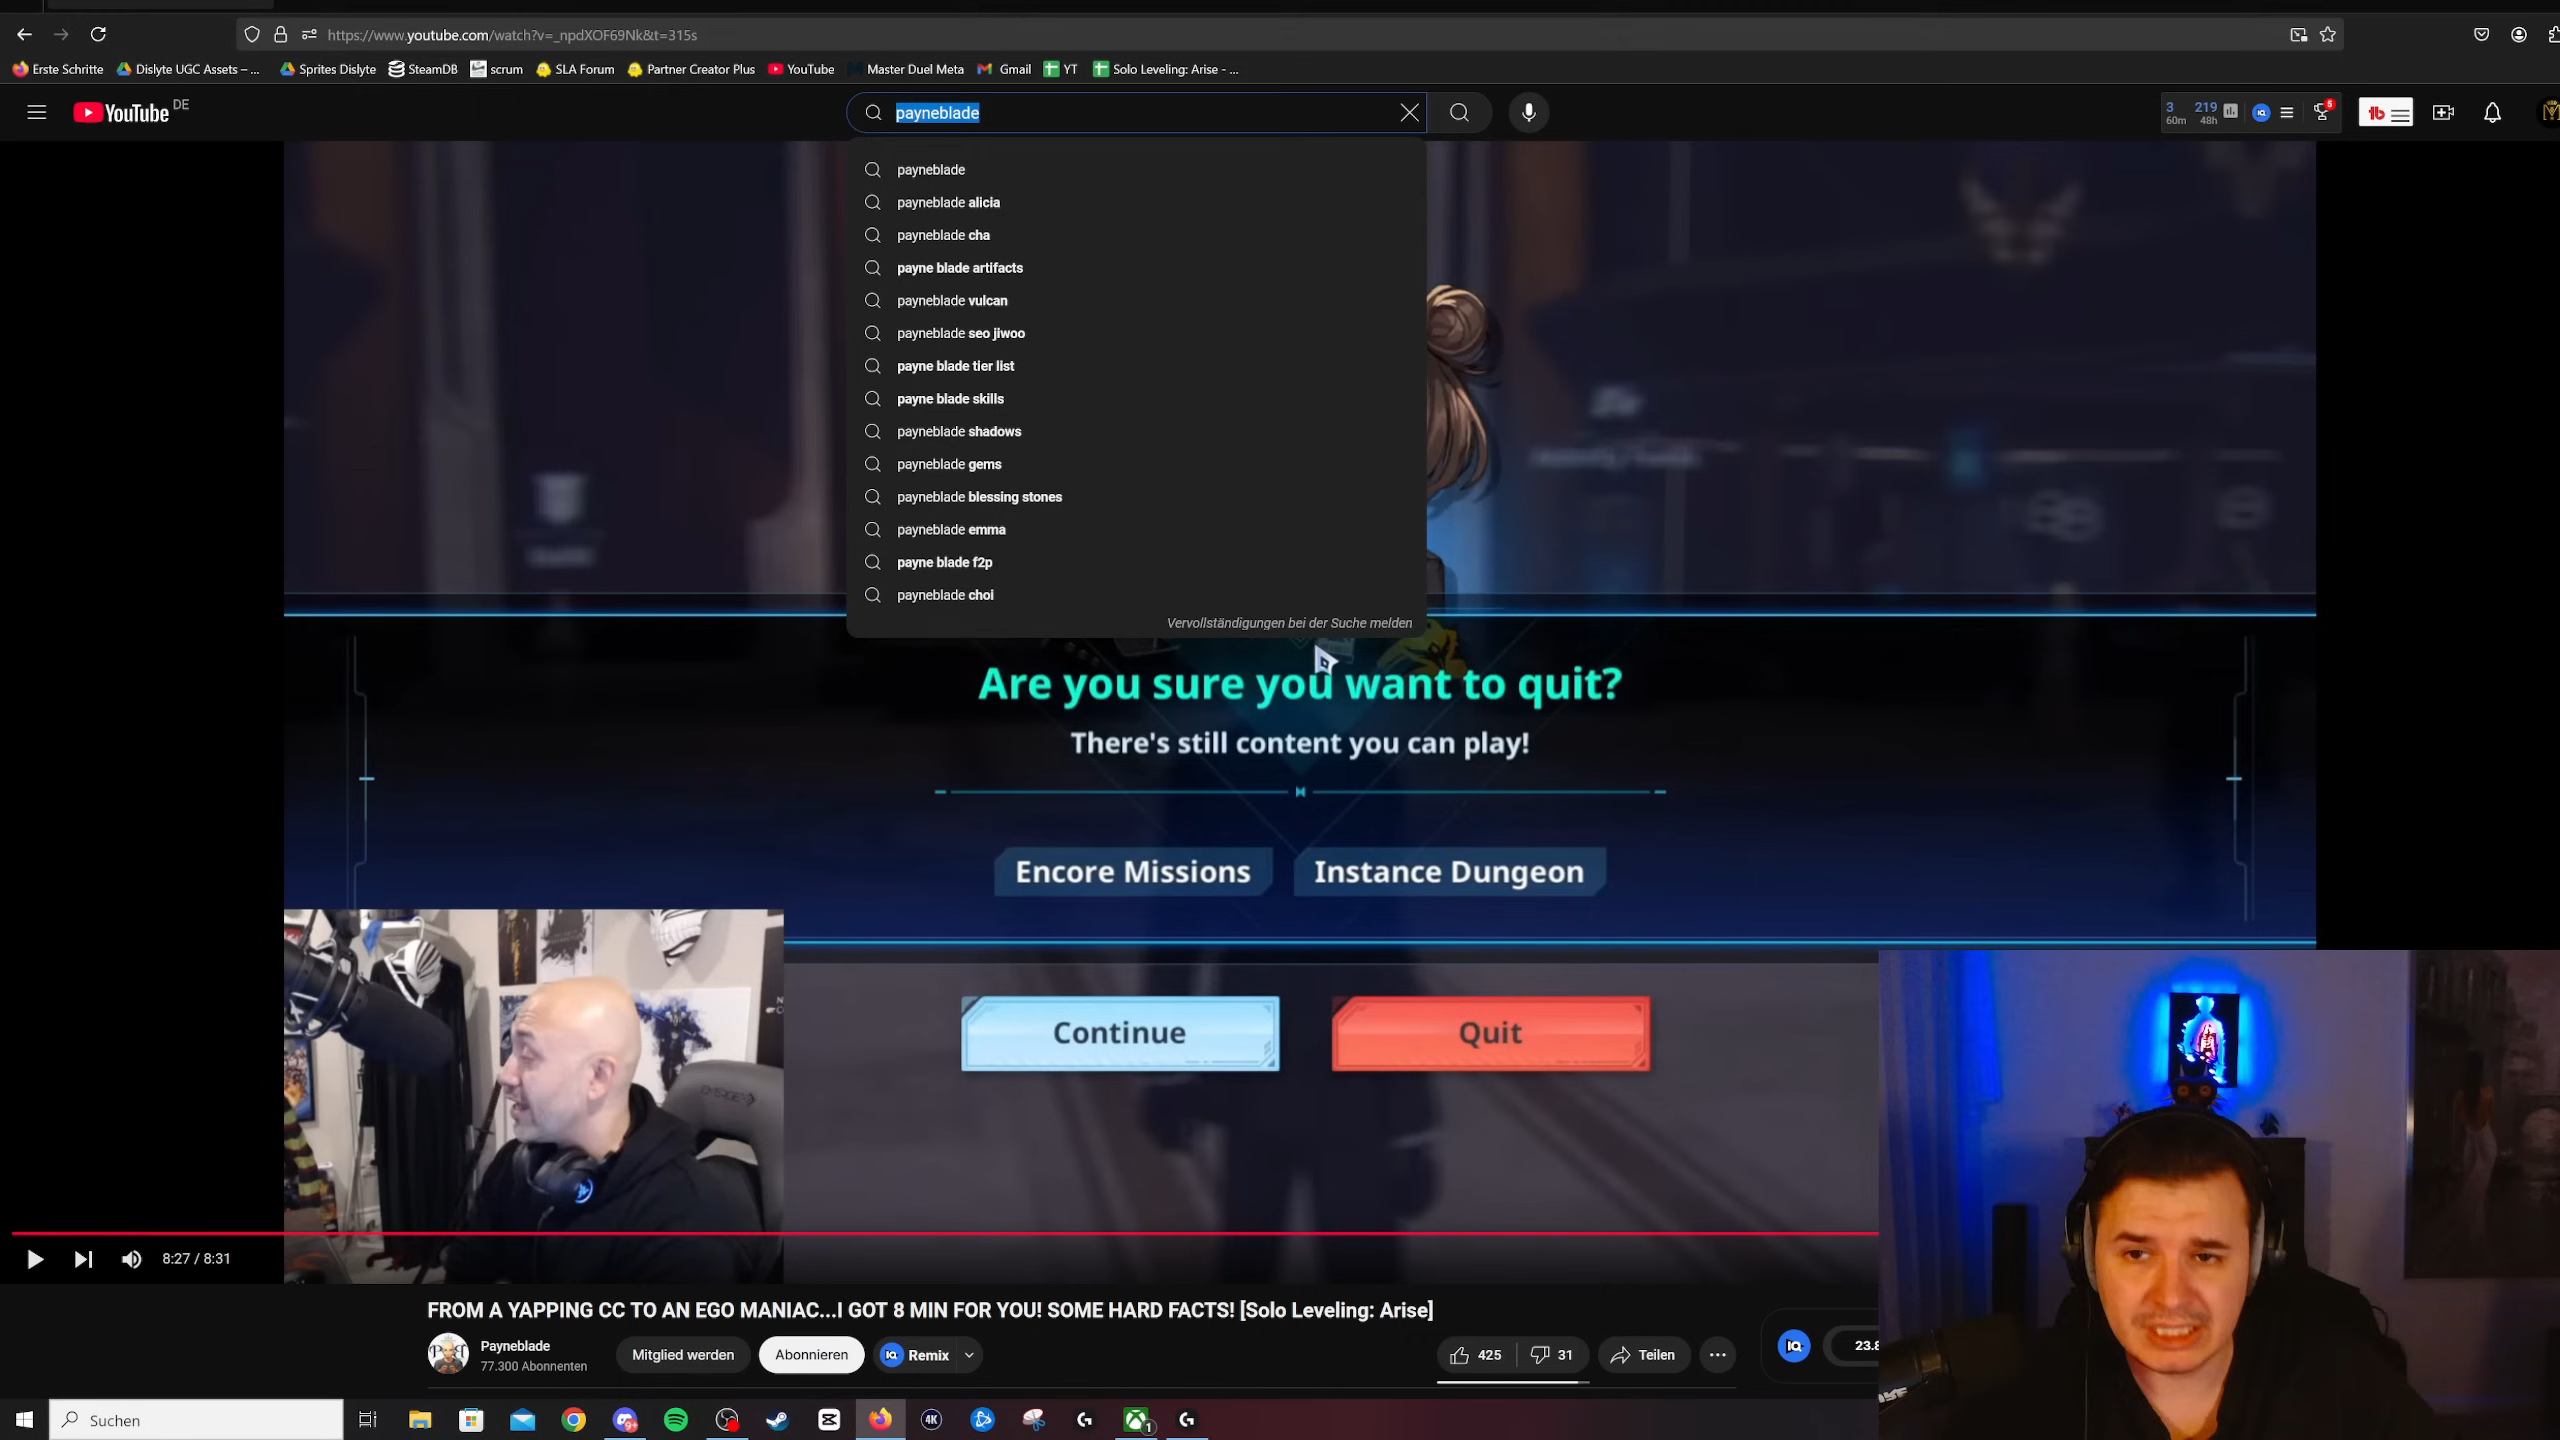 https://www.youtube.com/watch?v=_npdXOF69Nk&t=315s
Erste Schritte
Dislyte UGC Assets – ...
Sprites Dislyte
SteamDB
scrum
SLA Forum
Partner Creator Plus
YouTube
Master Duel Meta
Gmail
YT
Solo Leveling: Arise - ...
YouTube DE
payneblade
3 219
60m 48h
5
payneblade
payneblade alicia
payneblade cha
payne blade artifacts
payneblade vulcan
payneblade seo jiwoo
payne blade tier list
payne blade skills
payneblade shadows
payneblade gems
payneblade blessing stones
payneblade emma
payne blade f2p
payneblade choi
Vervollständigungen bei der Suche melden
Are you sure you want to quit?
There's still content you can play!
Encore Missions
Instance Dungeon
Continue
Quit
8:27 / 8:31
FROM A YAPPING CC TO AN EGO MANIAC...I GOT 8 MIN FOR YOU! SOME HARD FACTS! [Solo Leveling: Arise]
Payneblade
77.300 Abonnenten
Mitglied werden
Abonnieren
Remix
425
31
Teilen
23.8
Suchen